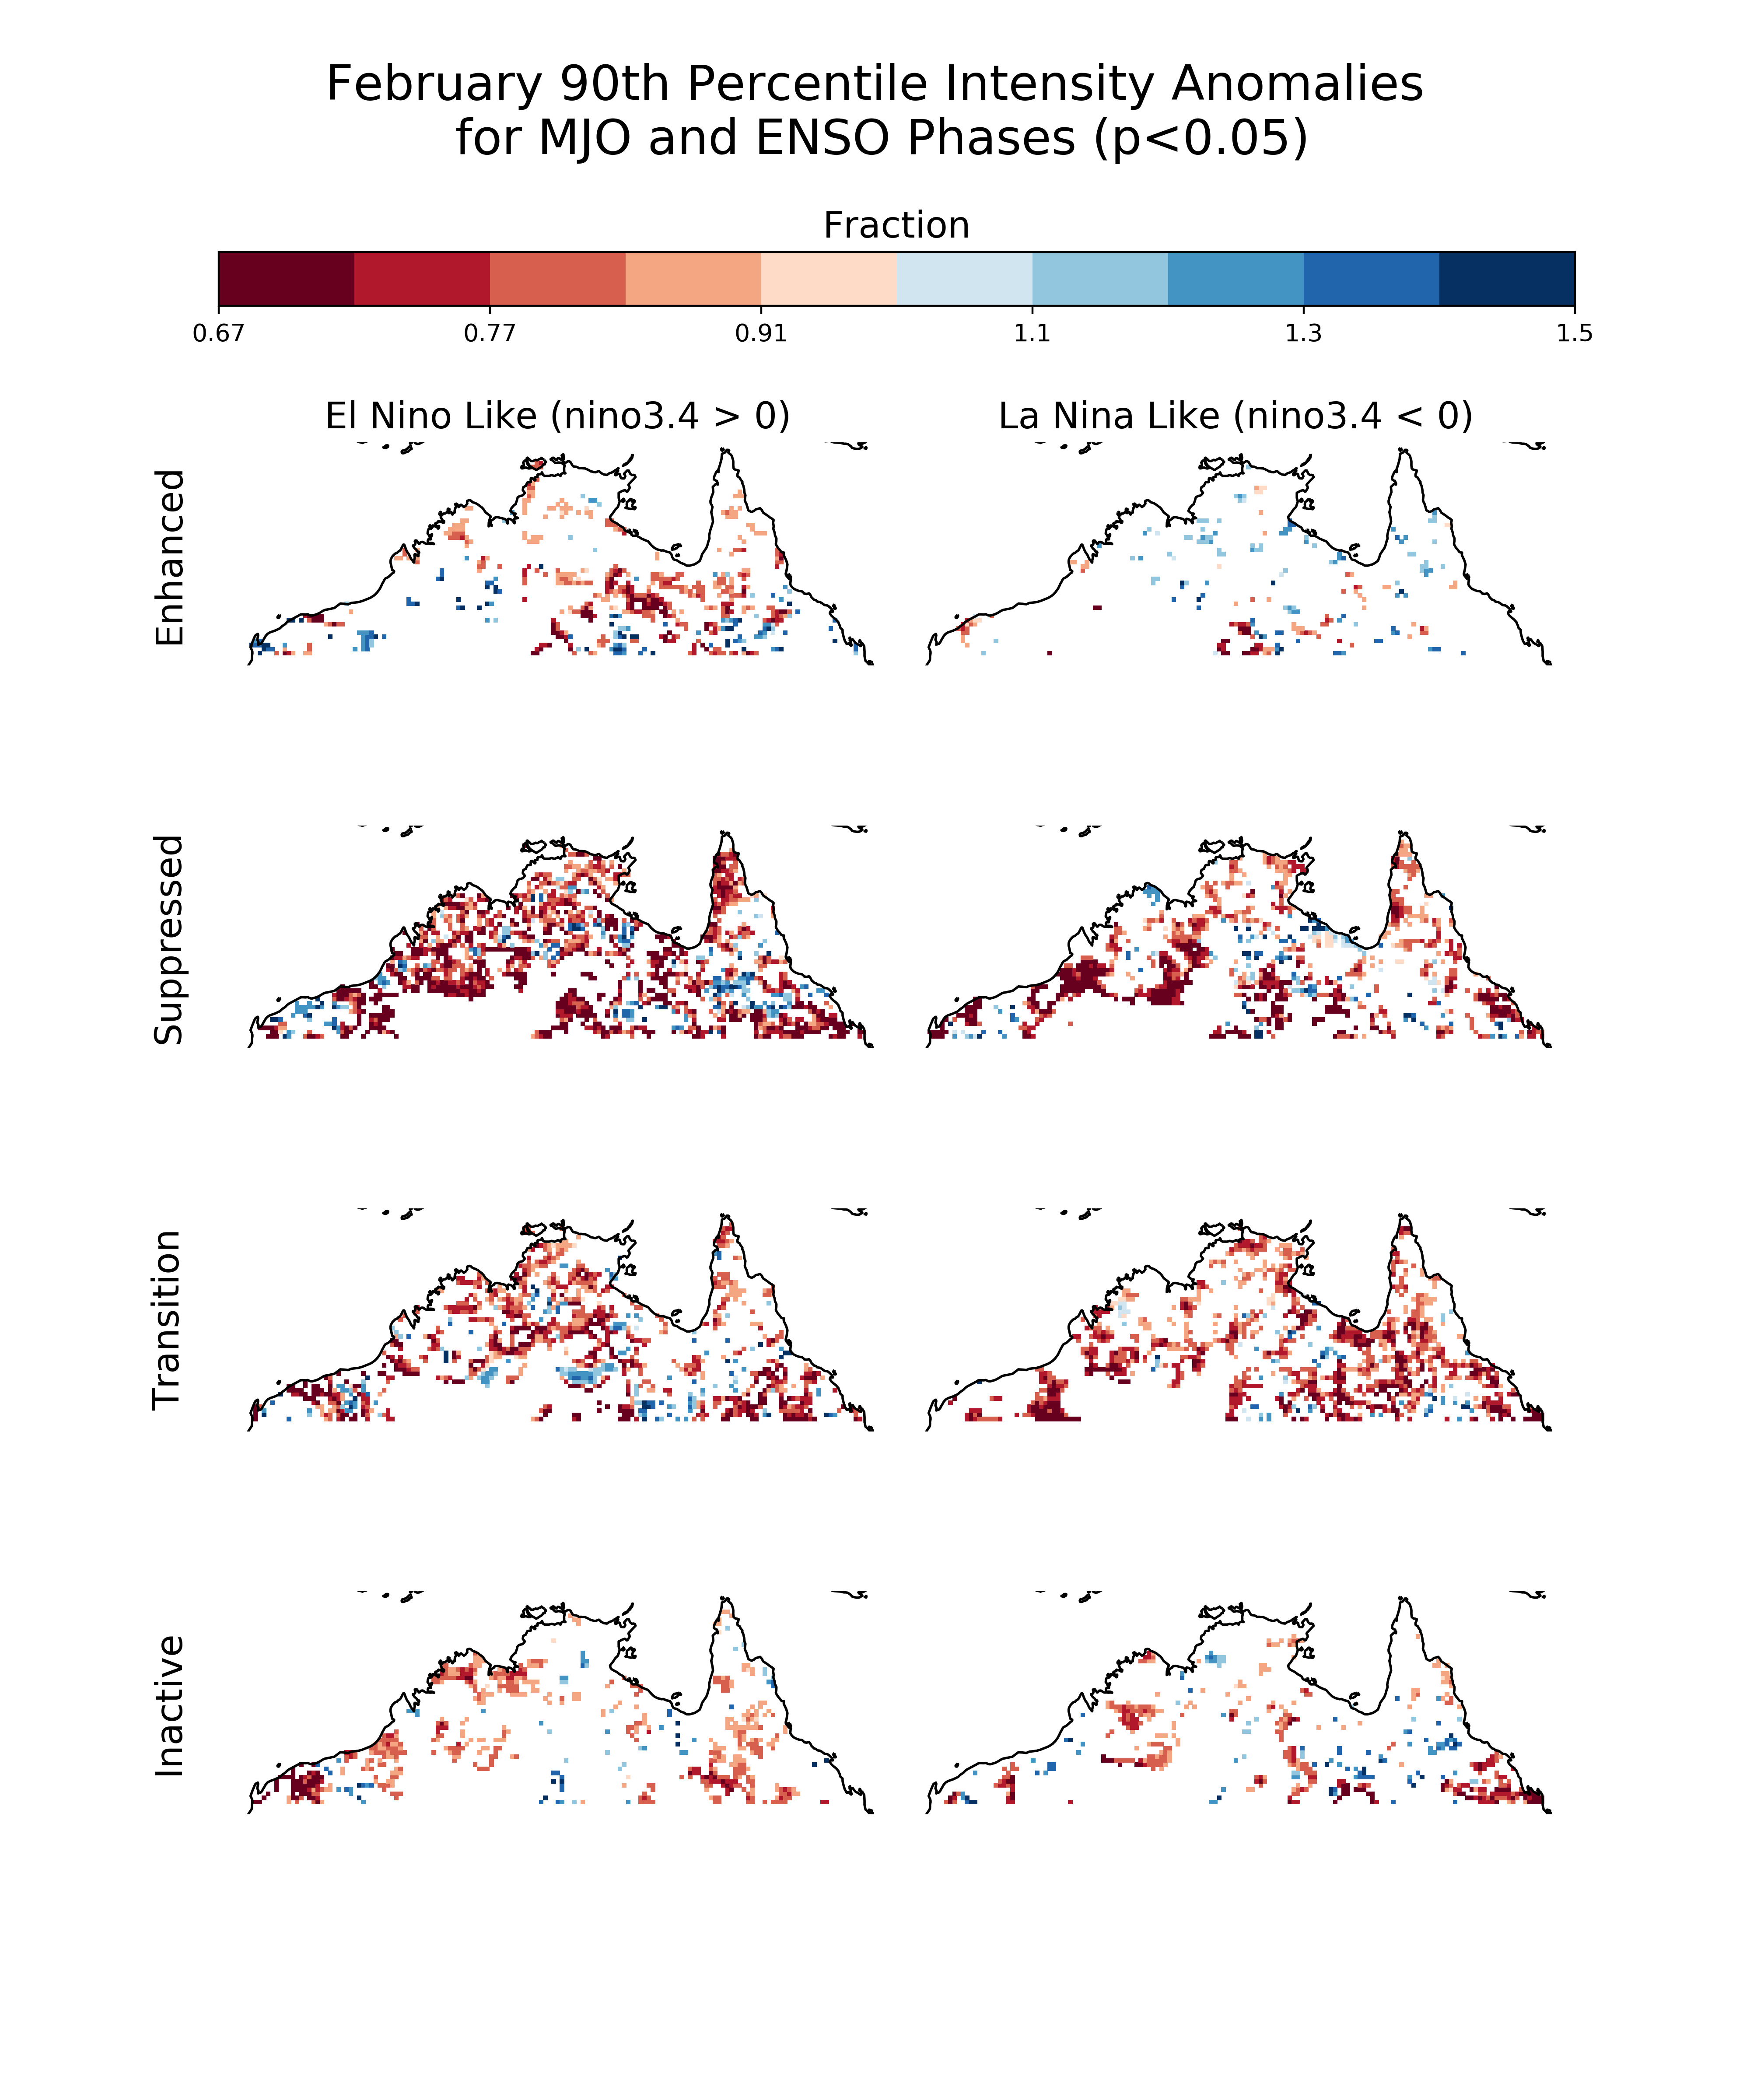 February 90th Percentile Intensity Anomalies
for MJO and ENSO Phases (p<0.05)
Fraction
0.67 0.77 0.91 1.1 1.3 1.5
El Nino Like (nino3.4 > 0) La Nina Like (nino3.4 < 0)
Enhanced
Suppressed
Transition
Inactive